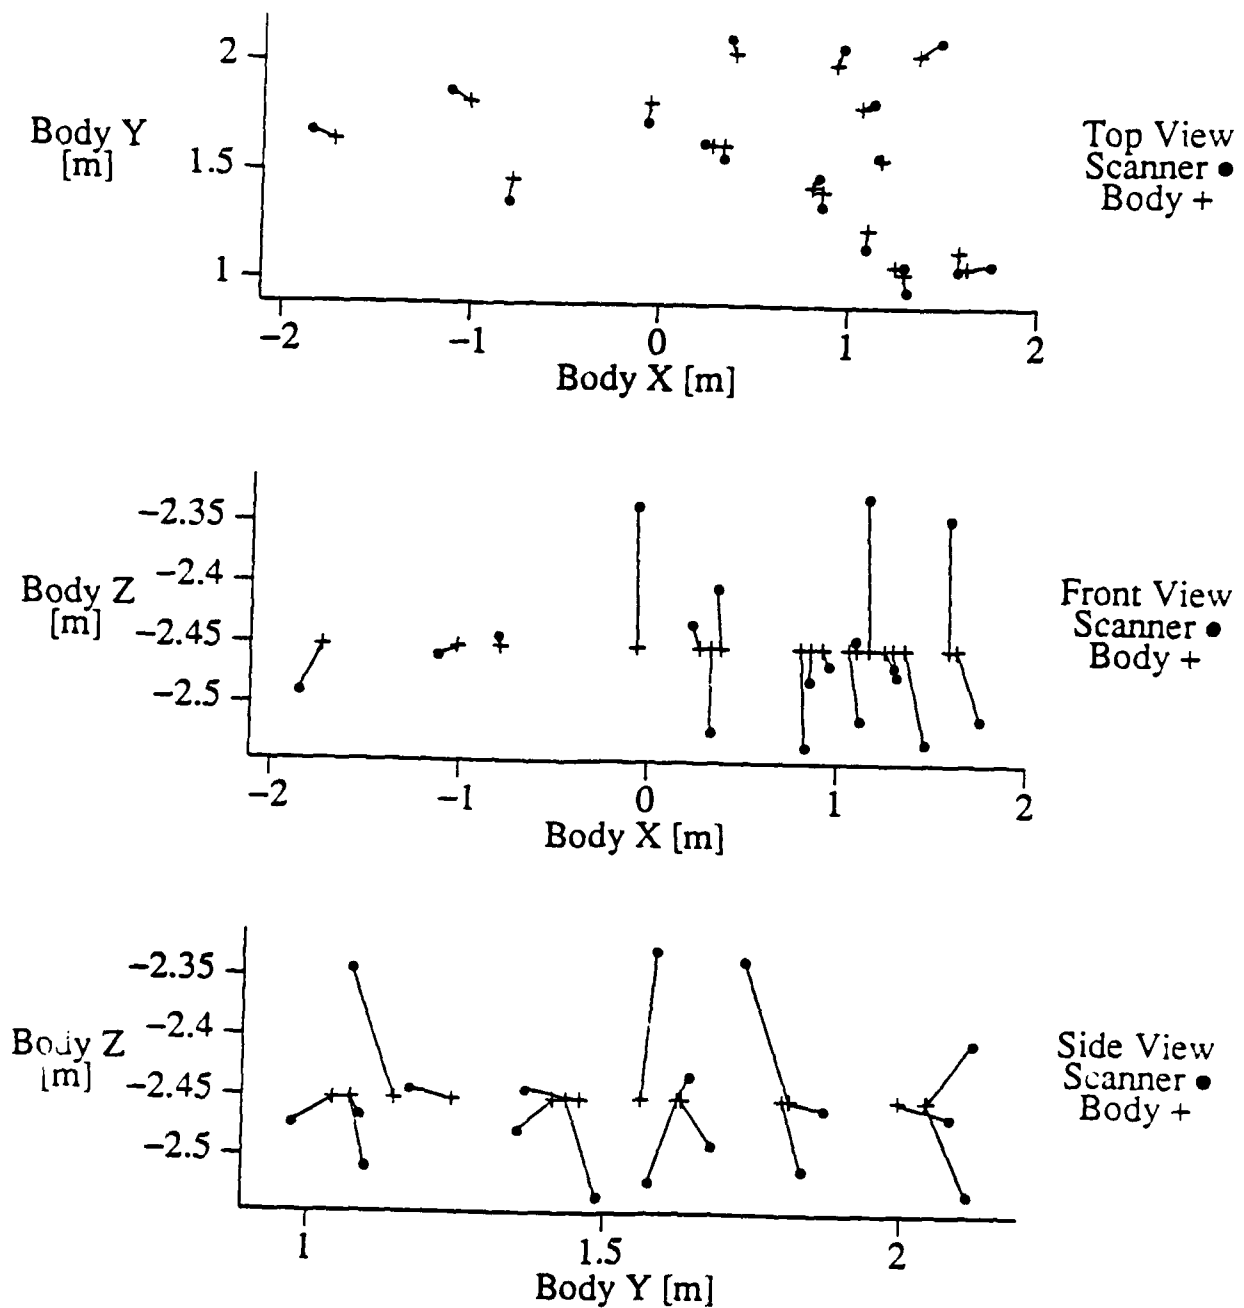 2
Body Y
[m]
1.5
1
−2
−1
0
1
2
Body X [m]
Top View
Scanner ●
Body +
−2.35
−2.4
Body Z
[m]
−2.45
−2.5
−2
−1
0
1
2
Body X [m]
Front View
Scanner ●
Body +
−2.35
−2.4
Body Z
[m]
−2.45
−2.5
1
1.5
2
Body Y [m]
Side View
Scanner ●
Body +